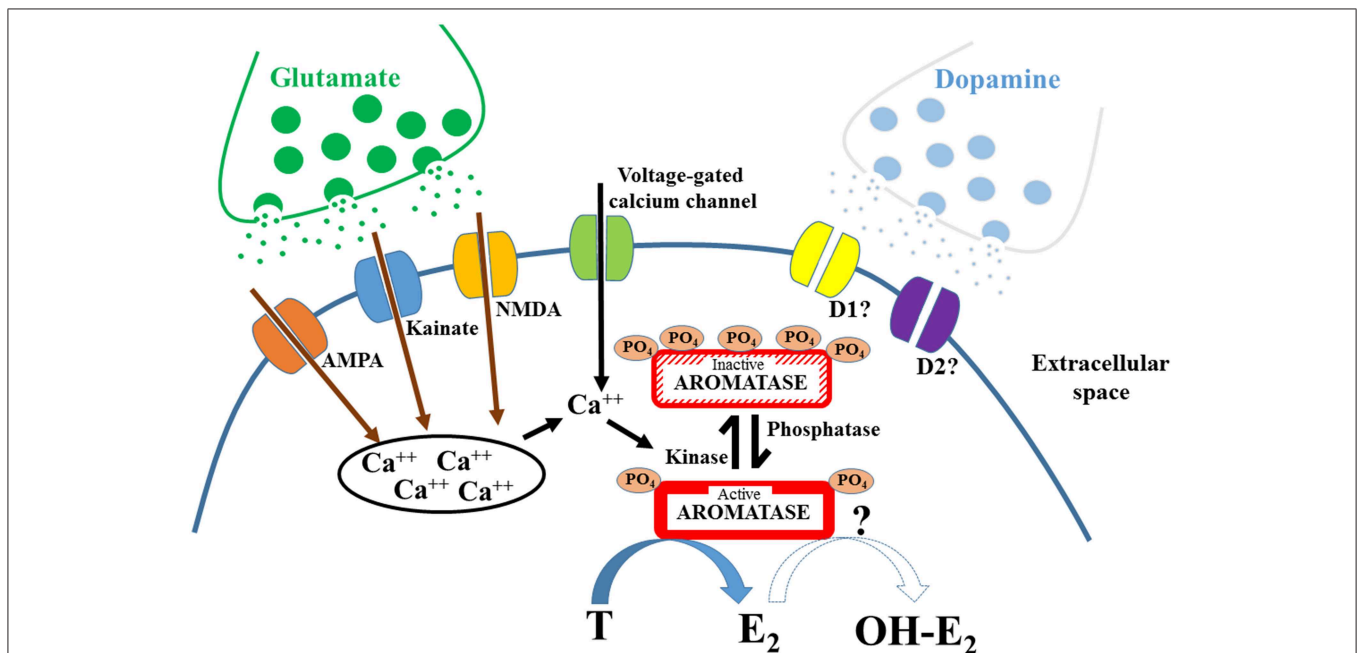 Glutamate
Dopamine
Voltage-gated
calcium channel
NMDA
Kainate
AMPA
D1?
D2?
Extracellular
space
PO₄
PO₄
PO₄
PO₄
PO₄
Inactive
AROMATASE
Ca⁺⁺
Phosphatase
Kinase
Ca⁺⁺
Ca⁺⁺
Ca⁺⁺
Ca⁺⁺
PO₄
PO₄
Active
AROMATASE
?
T
E₂
OH-E₂